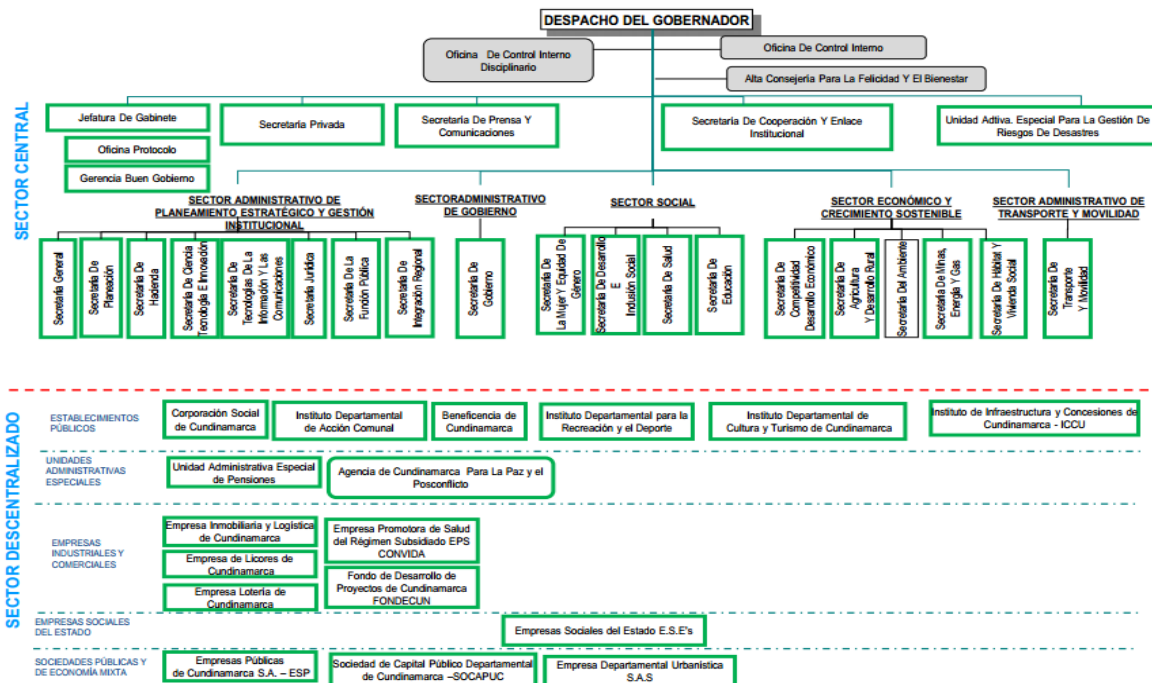 DESPACHO DEL GOBERNADOR
Oficina De Control Interno
Disciplinario
Oficina De Control Interno
Alta Consejería Para La Felicidad Y El Bienestar
SECTOR CENTRAL
Jefatura De Gabinete
Oficina Protocolo
Gerencia Buen Gobierno
Secretaría Privada
Secretaría De Prensa Y
Comunicaciones
Secretaría De Cooperación Y Enlace
Institucional
Unidad Adtiva. Especial Para La Gestión De
Riesgos De Desastres
SECTOR ADMINISTRATIVO DE
PLANEAMIENTO ESTRATÉGICO Y GESTIÓN
INSTITUCIONAL
SECTORADMINISTRATIVO
DE GOBIERNO
SECTOR SOCIAL
SECTOR ECONÓMICO Y
CRECIMIENTO SOSTENIBLE
SECTOR ADMINISTRATIVO DE
TRANSPORTE Y MOVILIDAD
Secretaría General
Secretaría De
Planeación
Secretaría De
Hacienda
Secretaría De Ciencia
Tecnología E Innovación
Secretaría De
Tecnologías De La
Información Y Las
Comunicaciones
Secretaría Jurídica
Secretaría De La
Función Pública
Secretaría De
Integración Regional
Secretaría De
Gobierno
Secretaría De
La Mujer Y Equidad De
Género
Secretaría De Desarrollo
E
Inclusión Social
Secretaría De Salud
Secretaría De
Educación
Secretaría De
Competitividad
Desarrollo Económico
Secretaría De
Agricultura
Y Desarrollo Rural
Secretaría Del Ambiente
Secretaría De Minas,
Energía Y Gas
Secretaría De Hábitat Y
Vivienda Social
Secretaría De
Transporte
Y Movilidad
SECTOR DESCENTRALIZADO
ESTABLECIMIENTOS
PÚBLICOS
Corporación Social
de Cundinamarca
Instituto Departamental
de Acción Comunal
Beneficencia de
Cundinamarca
Instituto Departamental para la
Recreación y el Deporte
Instituto Departamental de
Cultura y Turismo de Cundinamarca
Instituto de Infraestructura y Concesiones de
Cundinamarca - ICCU
UNIDADES
ADMINISTRATIVAS
ESPECIALES
Unidad Administrativa Especial
de Pensiones
Agencia de Cundinamarca Para La Paz y el
Posconflicto
EMPRESAS
INDUSTRIALES Y
COMERCIALES
Empresa Inmobiliaria y Logística
de Cundinamarca
Empresa de Licores de
Cundinamarca
Empresa Lotería de
Cundinamarca
Empresa Promotora de Salud
del Régimen Subsidiado EPS
CONVIDA
Fondo de Desarrollo de
Proyectos de Cundinamarca
FONDECUN
EMPRESAS SOCIALES
DEL ESTADO
Empresas Sociales del Estado E.S.E's
SOCIEDADES PÚBLICAS Y
DE ECONOMÍA MIXTA
Empresas Públicas
de Cundinamarca S.A. – ESP
Sociedad de Capital Público Departamental
de Cundinamarca –SOCAPUC
Empresa Departamental Urbanística
S.A.S